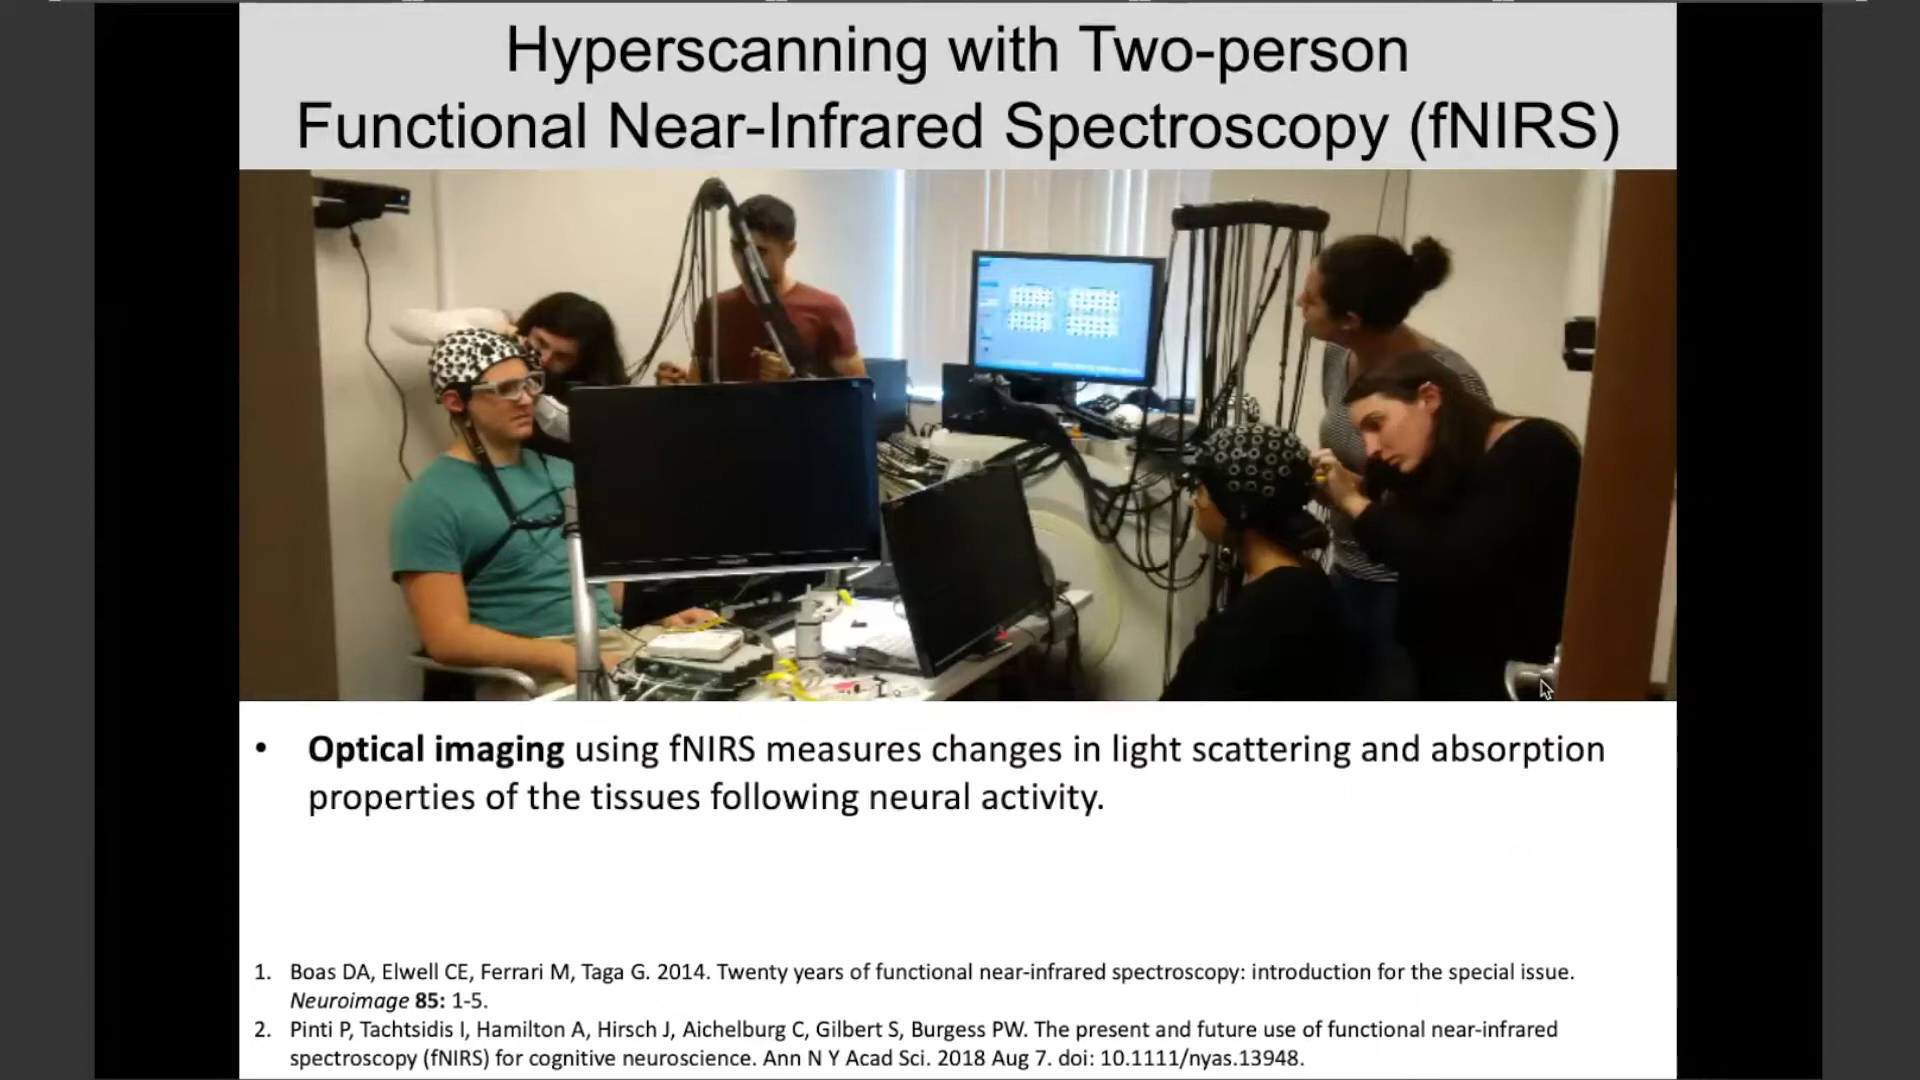 Hyperscanning with Two-person
Functional Near-Infrared Spectroscopy (fNIRS)
• Optical imaging using fNIRS measures changes in light scattering and absorption
properties of the tissues following neural activity.
1. Boas DA, Elwell CE, Ferrari M, Taga G. 2014. Twenty years of functional near-infrared spectroscopy: introduction for the special issue.
Neuroimage 85: 1-5.
2. Pinti P, Tachtsidis I, Hamilton A, Hirsch J, Aichelburg C, Gilbert S, Burgess PW. The present and future use of functional near-infrared
spectroscopy (fNIRS) for cognitive neuroscience. Ann N Y Acad Sci. 2018 Aug 7. doi: 10.1111/nyas.13948.